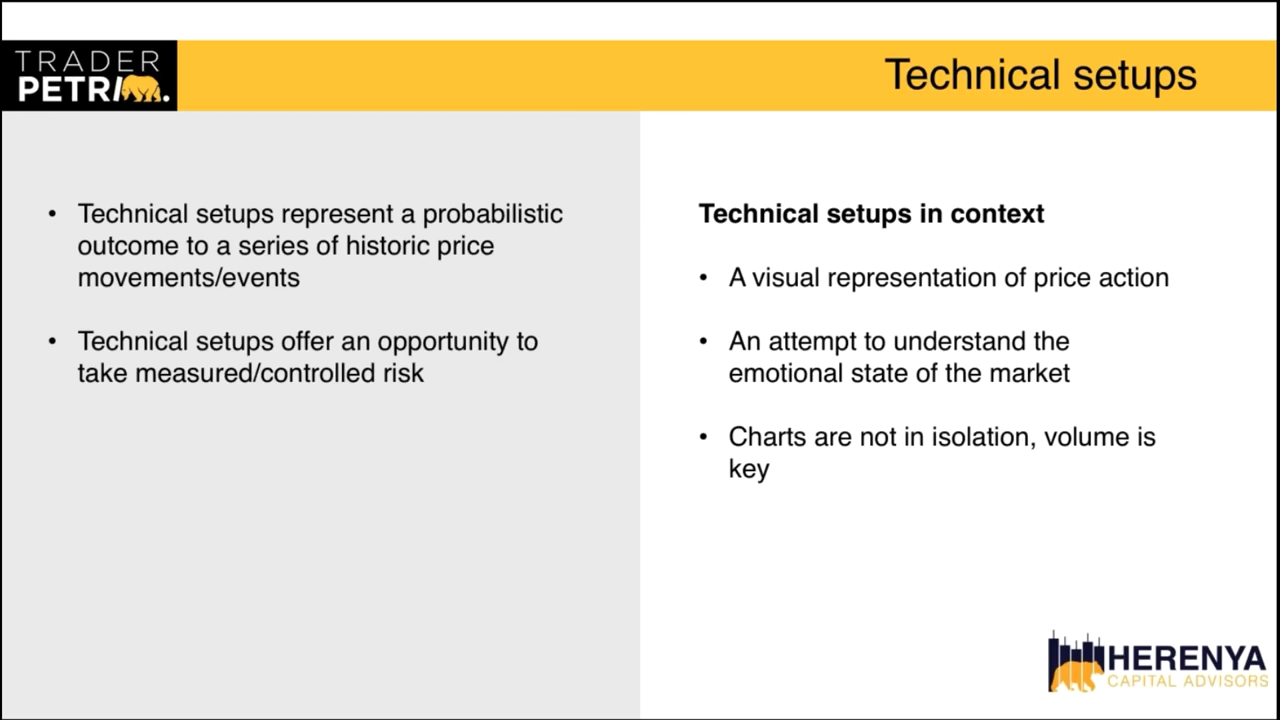 TRADER
PETRI.
Technical setups
• Technical setups represent a probabilistic
outcome to a series of historic price
movements/events
• Technical setups offer an opportunity to
take measured/controlled risk
Technical setups in context
• A visual representation of price action
• An attempt to understand the
emotional state of the market
• Charts are not in isolation, volume is
key
HERENYA
CAPITAL ADVISORS